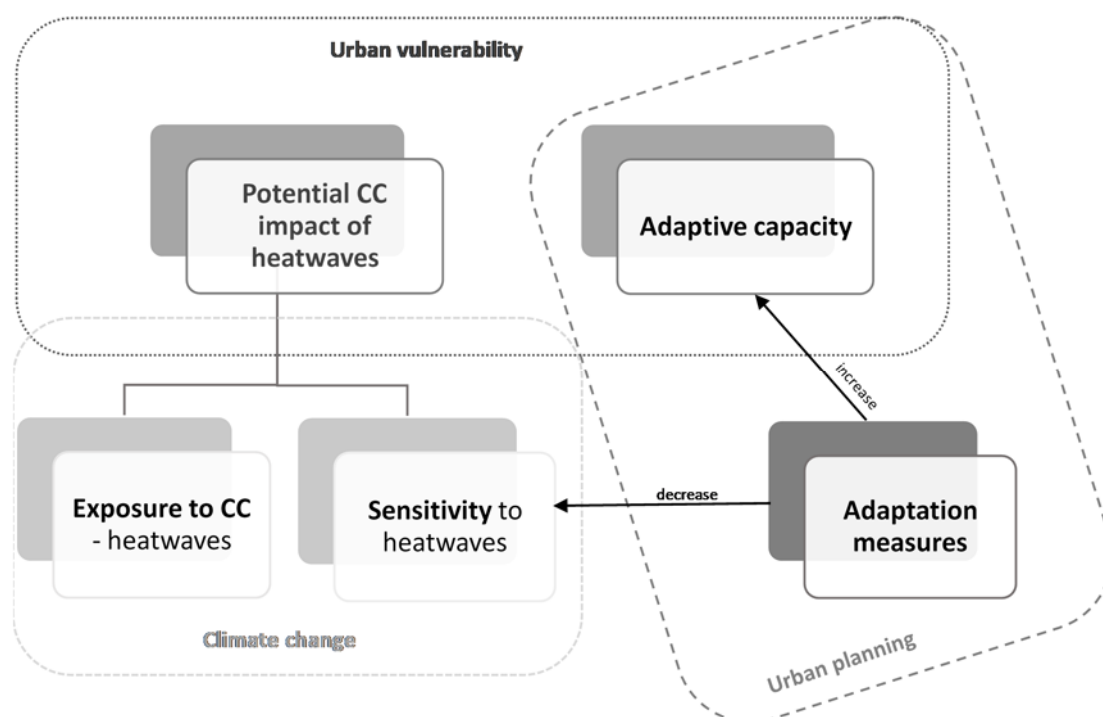 Urban vulnerability
Potential CC
impact of
heatwaves
Adaptive capacity
increase
Exposure to CC
- heatwaves
Sensitivity to
heatwaves
decrease
Adaptation
measures
Climate change
Urban planning